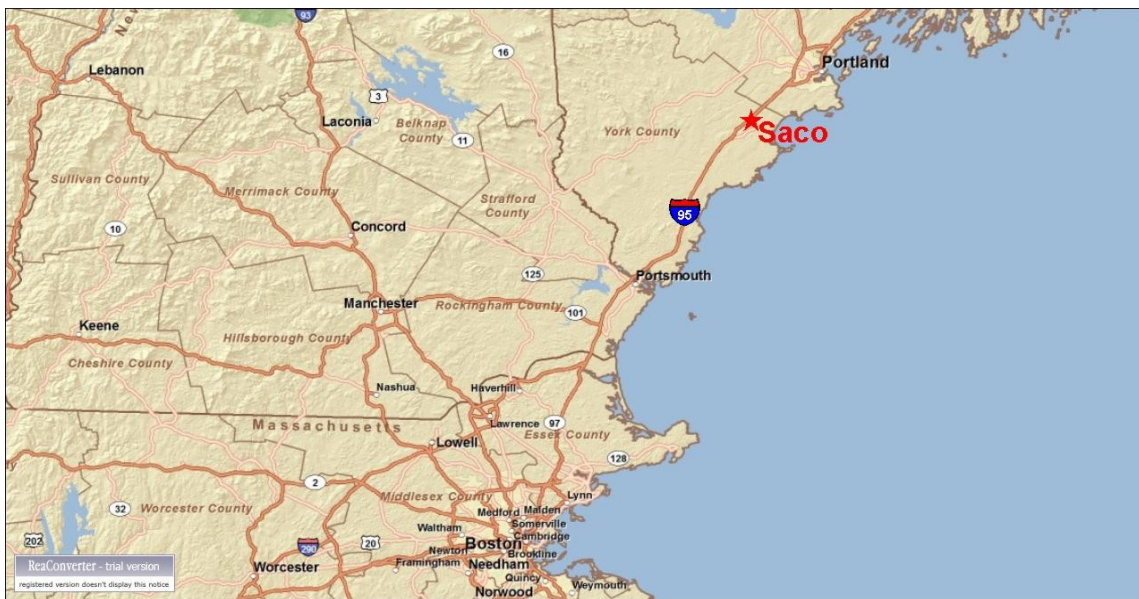 New
93
16
Lebanon
Portland
3
Laconia
Belknap
County
York County
Saco
11
Sullivan County
Merrimack County
Strafford
County
95
10
Concord
125
Portsmouth
Manchester
Rockingham County
101
Keene
Hillsborough County
Cheshire County
Nashua
Haverhill
Massachusetts
Lawrence
97
Essex County
Lowell
128
2
Middlesex County
Lynn
32
Worcester County
Medford
Malden
Somerville
Waltham
Cambridge
202
290
20
Newton
Boston
Brookline
Framingham
Needham
Worcester
Quincy
Weymouth
Norwood
ReaConverter - trial version
registered version doesn't display this notice